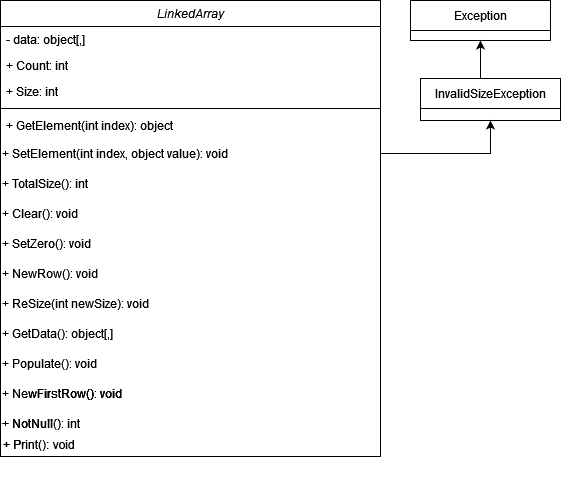 LinkedArray
- data: object[,]
+ Count: int
+ Size: int
+ GetElement(int index): object
+ SetElement(int index, object value): void
+ TotalSize(): int
+ Clear(): void
+ SetZero(): void
+ NewRow(): void
+ ReSize(int newSize): void
+ GetData(): object[,]
+ Populate(): void
+ NewFirstRow(): void
+ NotNull(): int
+ Print(): void
Exception
InvalidSizeException